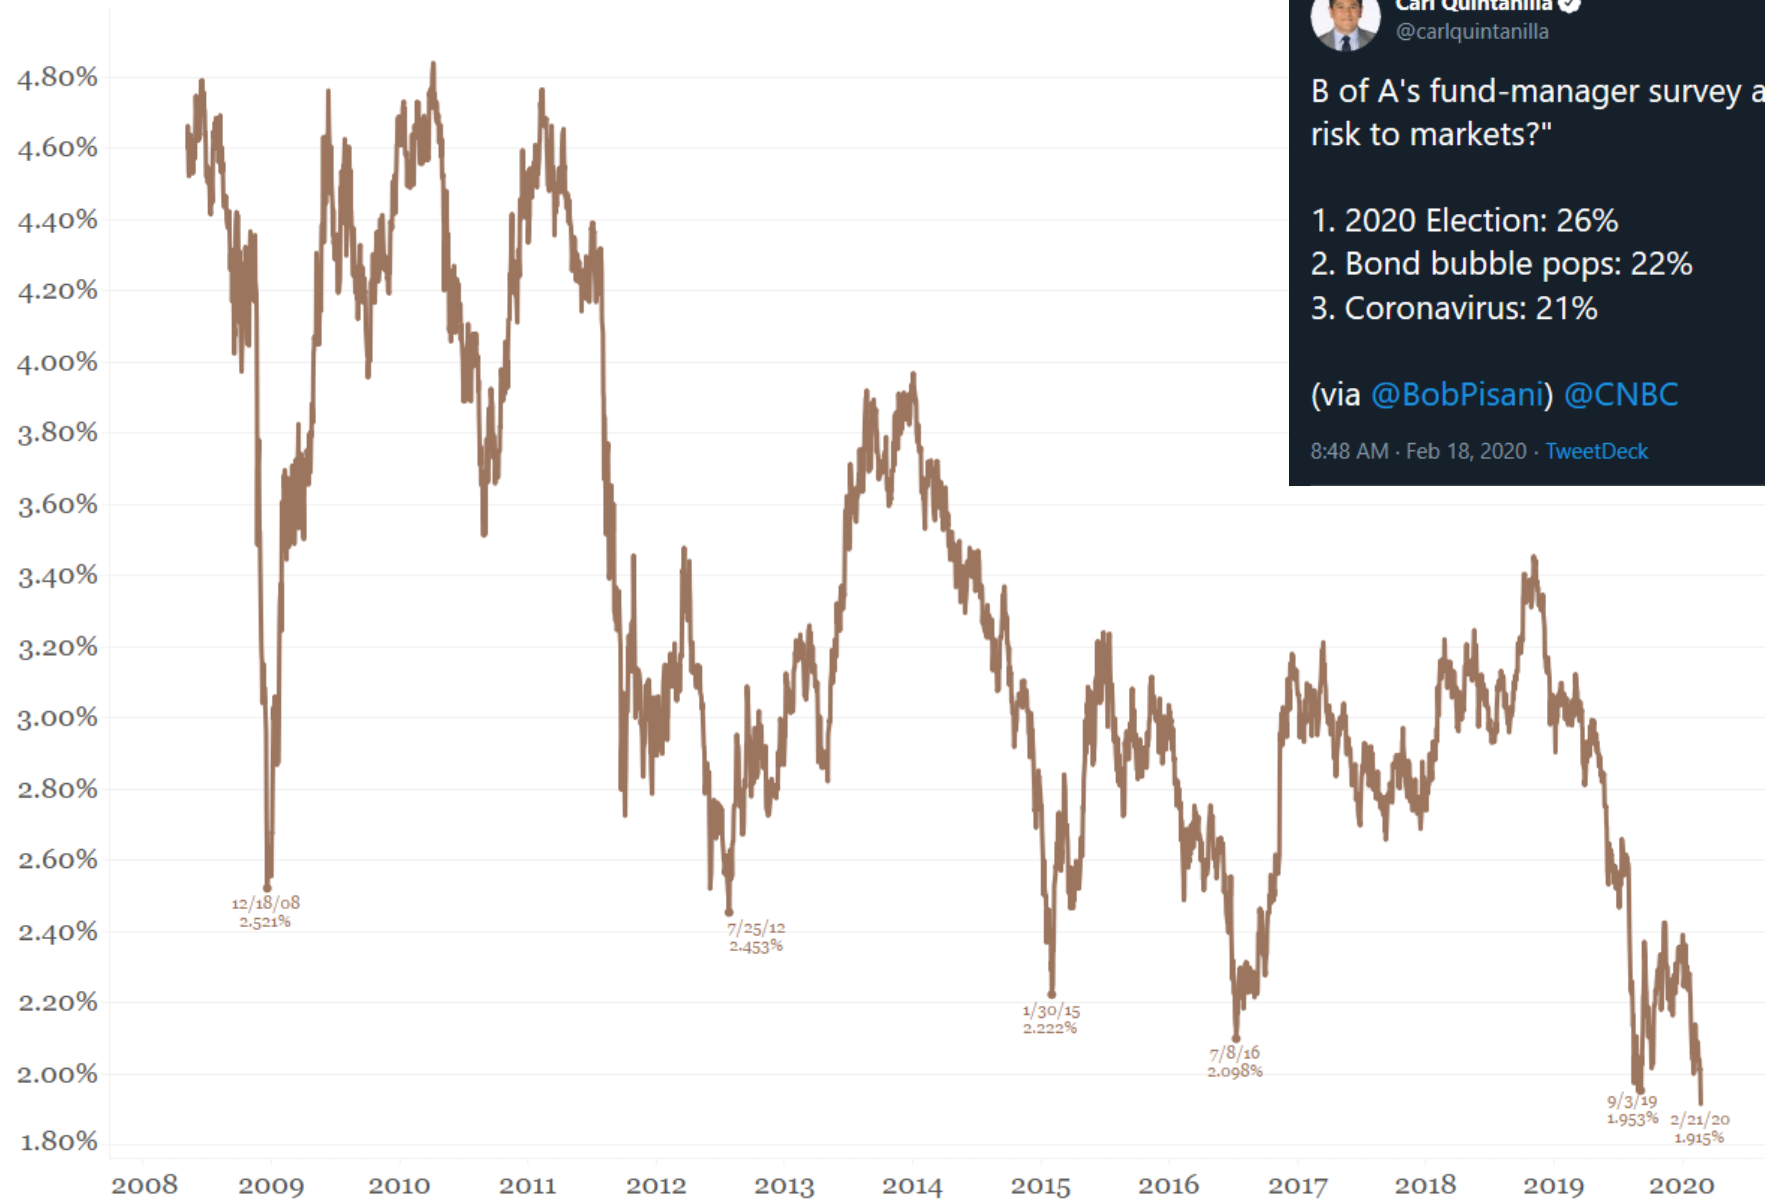 Carl Quintanilla
@carlquintanilla
B of A's fund-manager survey a
risk to markets?"
1. 2020 Election: 26%
2. Bond bubble pops: 22%
3. Coronavirus: 21%
(via @BobPisani) @CNBC
8:48 AM · Feb 18, 2020 · TweetDeck
4.80%
4.60%
4.40%
4.20%
4.00%
3.80%
3.60%
3.40%
3.20%
3.00%
2.80%
2.60%
2.40%
2.20%
2.00%
1.80%
12/18/08
2.521%
7/25/12
2.453%
1/30/15
2.222%
7/8/16
2.098%
9/3/19
1.953%
2/21/20
1.915%
2008 2009 2010 2011 2012 2013 2014 2015 2016 2017 2018 2019 2020